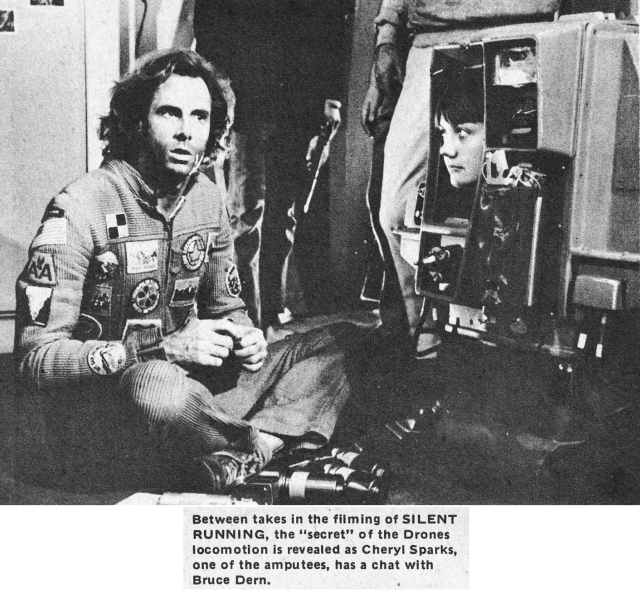 AA
Between takes in the filming of SILENT
RUNNING, the "secret" of the Drones
locomotion is revealed as Cheryl Sparks,
one of the amputees, has a chat with
Bruce Dern.